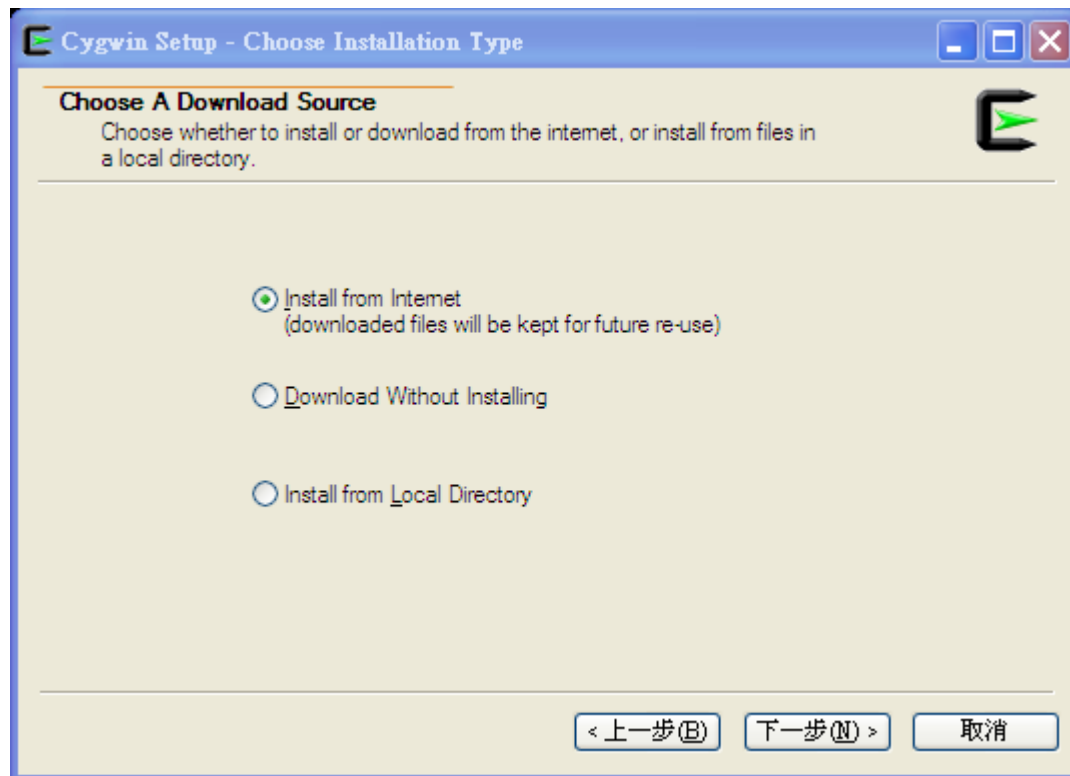 Cygwin Setup - Choose Installation Type
Choose A Download Source
Choose whether to install or download from the internet, or install from files in
a local directory.
Install from Internet
(downloaded files will be kept for future re-use)
Download Without Installing
Install from Local Directory
<上一步(B) 下一步(N)> 取消